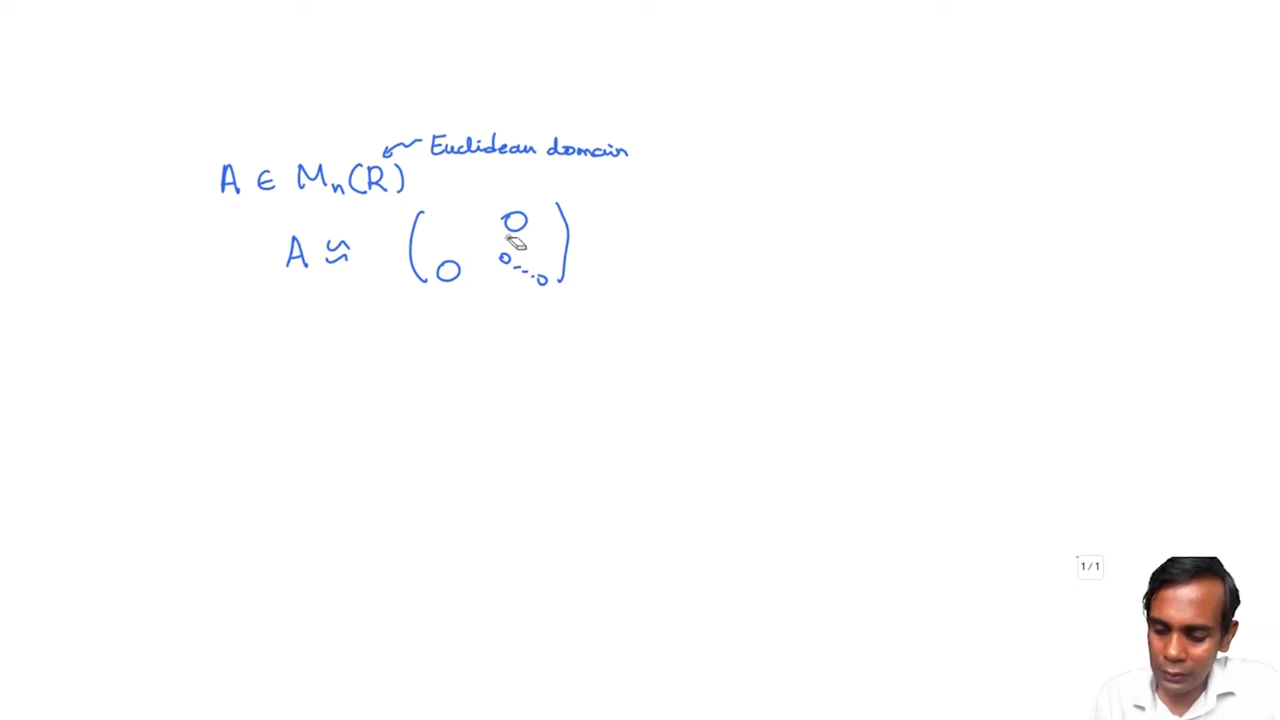 Euclidean domain
A ∈ Mn(R)
A ≈ ( 0
0 0...0 )
1/1